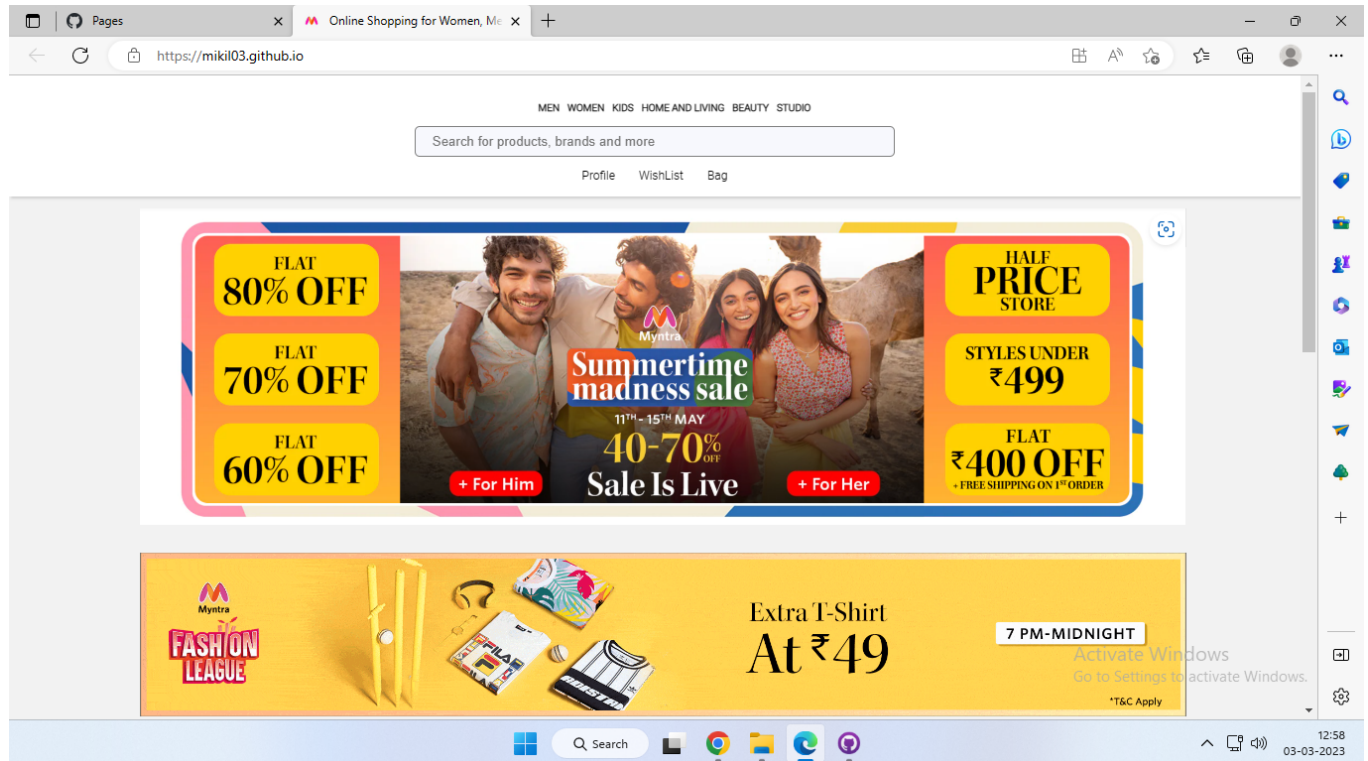 Pages
Online Shopping for Women, Me
https://mikil03.github.io
MEN WOMEN KIDS HOME AND LIVING BEAUTY STUDIO
Search for products, brands and more
Profile WishList Bag
FLAT
80% OFF
FLAT
70% OFF
FLAT
60% OFF
Myntra
Summertime
madness sale
11TH - 15TH MAY
40-70% OFF
Sale Is Live
+ For Him
+ For Her
HALF
PRICE
STORE
STYLES UNDER
₹499
FLAT
₹400 OFF
+ FREE SHIPPING ON 1ST ORDER
Myntra
FASHION
LEAGUE
FILA
Extra T-Shirt
At ₹49
7 PM-MIDNIGHT
*T&C Apply
Activate Windows
Go to Settings to activate Windows.
Search
12:58
03-03-2023